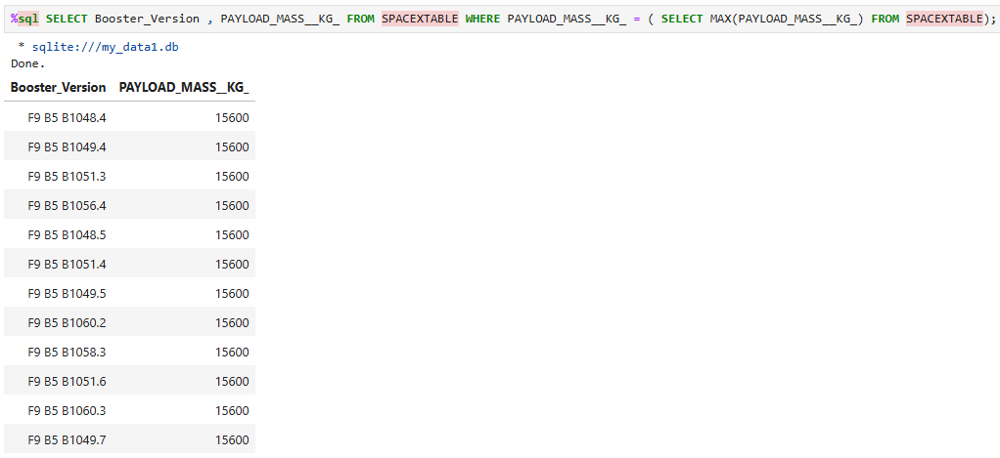 %sql SELECT Booster_Version , PAYLOAD_MASS__KG_ FROM SPACEXTABLE WHERE PAYLOAD_MASS__KG_ = ( SELECT MAX(PAYLOAD_MASS__KG_) FROM SPACEXTABLE);
* sqlite:///my_data1.db
Done.
Booster_Version PAYLOAD_MASS__KG_
F9 B5 B1048.4 15600
F9 B5 B1049.4 15600
F9 B5 B1051.3 15600
F9 B5 B1056.4 15600
F9 B5 B1048.5 15600
F9 B5 B1051.4 15600
F9 B5 B1049.5 15600
F9 B5 B1060.2 15600
F9 B5 B1058.3 15600
F9 B5 B1051.6 15600
F9 B5 B1060.3 15600
F9 B5 B1049.7 15600